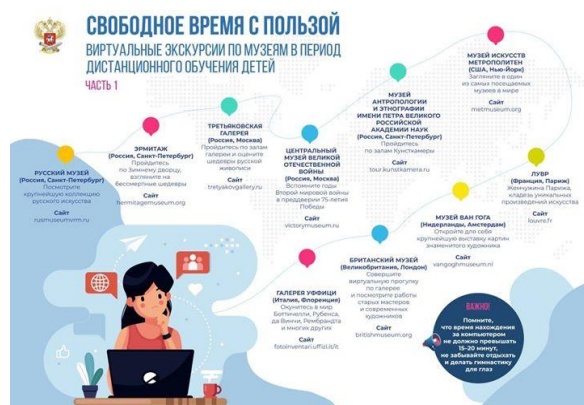 СВОБОДНОЕ ВРЕМЯ С ПОЛЬЗОЙ
ВИРТУАЛЬНЫЕ ЭКСКУРСИИ ПО МУЗЕЯМ В ПЕРИОД
ДИСТАНЦИОННОГО ОБУЧЕНИЯ ДЕТЕЙ
ЧАСТЬ 1
РУССКИЙ МУЗЕЙ
(Россия, Санкт-Петербург)
Посмотрите
крупнейшую коллекцию
русского искусства
Сайт
rusmuseumvrm.ru
ЭРМИТАЖ
(Россия, Санкт-Петербург)
Пройдитесь
по Зимнему дворцу,
взгляните на
бессмертные шедевры
Сайт
hermitagemuseum.org
ТРЕТЬЯКОВСКАЯ
ГАЛЕРЕЯ
(Россия, Москва)
Пройдитесь по залам
галереи и оцените
шедевры русской
живописи
Сайт
tretyakovgallery.ru
ЦЕНТРАЛЬНЫЙ
МУЗЕЙ ВЕЛИКОЙ
ОТЕЧЕСТВЕННОЙ
ВОЙНЫ
(Россия, Москва)
Вспомните годы
Второй мировой войны
в преддверии 75-летия
Победы
Сайт
victorymuseum.ru
МУЗЕЙ
АНТРОПОЛОГИИ
И ЭТНОГРАФИИ
ИМЕНИ ПЕТРА ВЕЛИКОГО
РОССИЙСКОЙ
АКАДЕМИИ НАУК
(Россия, Санкт-Петербург)
Пройдитесь
по залам Кунсткамеры
Сайт
tour.kunstkamera.ru
МУЗЕЙ ИСКУССТВ
МЕТРОПОЛИТЕН
(США, Нью-Йорк)
Загляните в один
из самых посещаемых
музеев в мире
Сайт
metmuseum.org
ЛУВР
(Франция, Париж)
Жемчужина Парижа,
кладезь уникальных
произведений искусства
Сайт
louvre.fr
МУЗЕЙ ВАН ГОГА
(Нидерланды, Амстердам)
Откройте для себя
крупнейшую выставку картин
знаменитого художника
Сайт
vangoghmuseum.nl
БРИТАНСКИЙ МУЗЕЙ
(Великобритания, Лондон)
Совершите
виртуальную прогулку
по галерее
и посмотрите работы
старых мастеров
и современных
художников
Сайт
britishmuseum.org
ГАЛЕРЕЯ УФФИЦИ
(Италия, Флоренция)
Окунитесь в мир
Боттичелли, Рубенса,
да Винчи, Рембрандта
и многих других
Сайт
fotoinventari.uffizi.it/it
ВАЖНО!
Помните,
что время нахождения
за компьютером
не должно превышать
15-20 минут,
не забывайте отдыхать
и делать гимнастику
для глаз